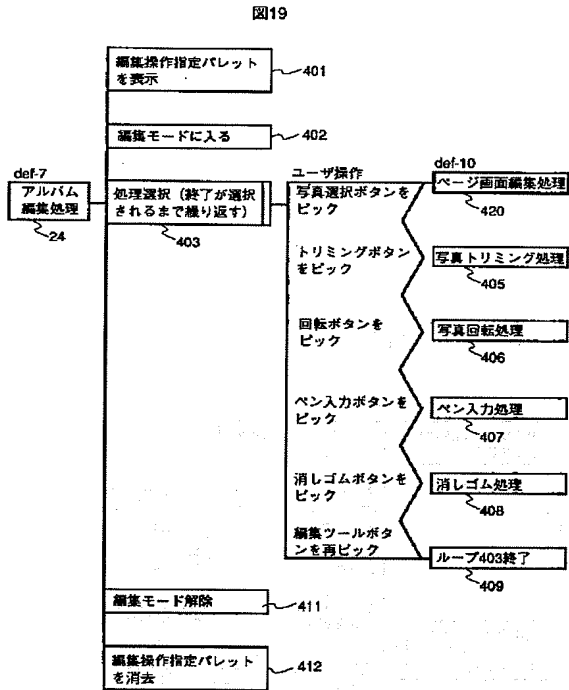 図19
編集操作指定パレット
を表示
401
編集モードに入る
402
def-7
アルバム
編集処理
24
処理選択（終了が選択
されるまで繰り返す）
403
ユーザ操作
写真選択ボタンを
ピック
def-10
ページ画面編集処理
420
トリミングボタン
をピック
写真トリミング処理
405
回転ボタンを
ピック
写真回転処理
406
ペン入力ボタンを
ピック
ペン入力処理
407
消しゴムボタンを
ピック
消しゴム処理
408
編集ツールボタ
ンを再ピック
ループ403終了
409
編集モード解除
411
編集操作指定パレット
を消去
412